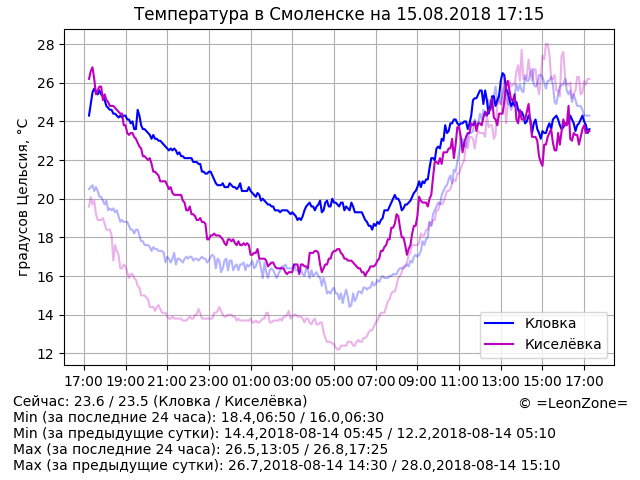 Температура в Смоленске на 15.08.2018 17:15
градусов Цельсия, °C
28
26
24
22
20
18
16
14
12
Кловка
Киселёвка
17:00 19:00 21:00 23:00 01:00 03:00 05:00 07:00 09:00 11:00 13:00 15:00 17:00
Сейчас: 23.6 / 23.5 (Кловка / Киселёвка)
© =LeonZone=
Min (за последние 24 часа): 18.4,06:50 / 16.0,06:30
Min (за предыдущие сутки): 14.4,2018-08-14 05:45 / 12.2,2018-08-14 05:10
Max (за последние 24 часа): 26.5,13:05 / 26.8,17:25
Max (за предыдущие сутки): 26.7,2018-08-14 14:30 / 28.0,2018-08-14 15:10